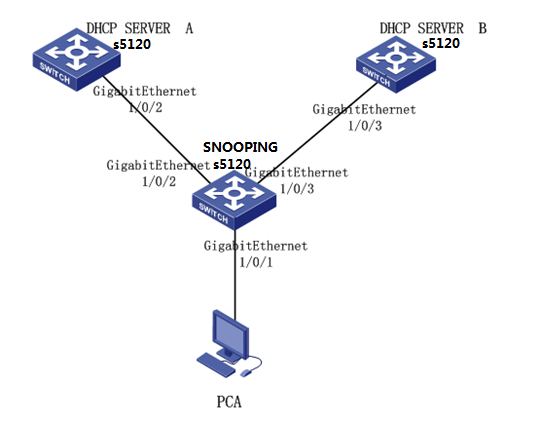 DHCP SERVER A
s5120
DHCP SERVER B
s5120
SWITCH
SWITCH
GigabitEthernet
1/0/2
GigabitEthernet
1/0/3
SNOOPING
s5120
GigabitEthernet
1/0/2
GigabitEthernet
1/0/3
SWITCH
GigabitEthernet
1/0/1
PCA